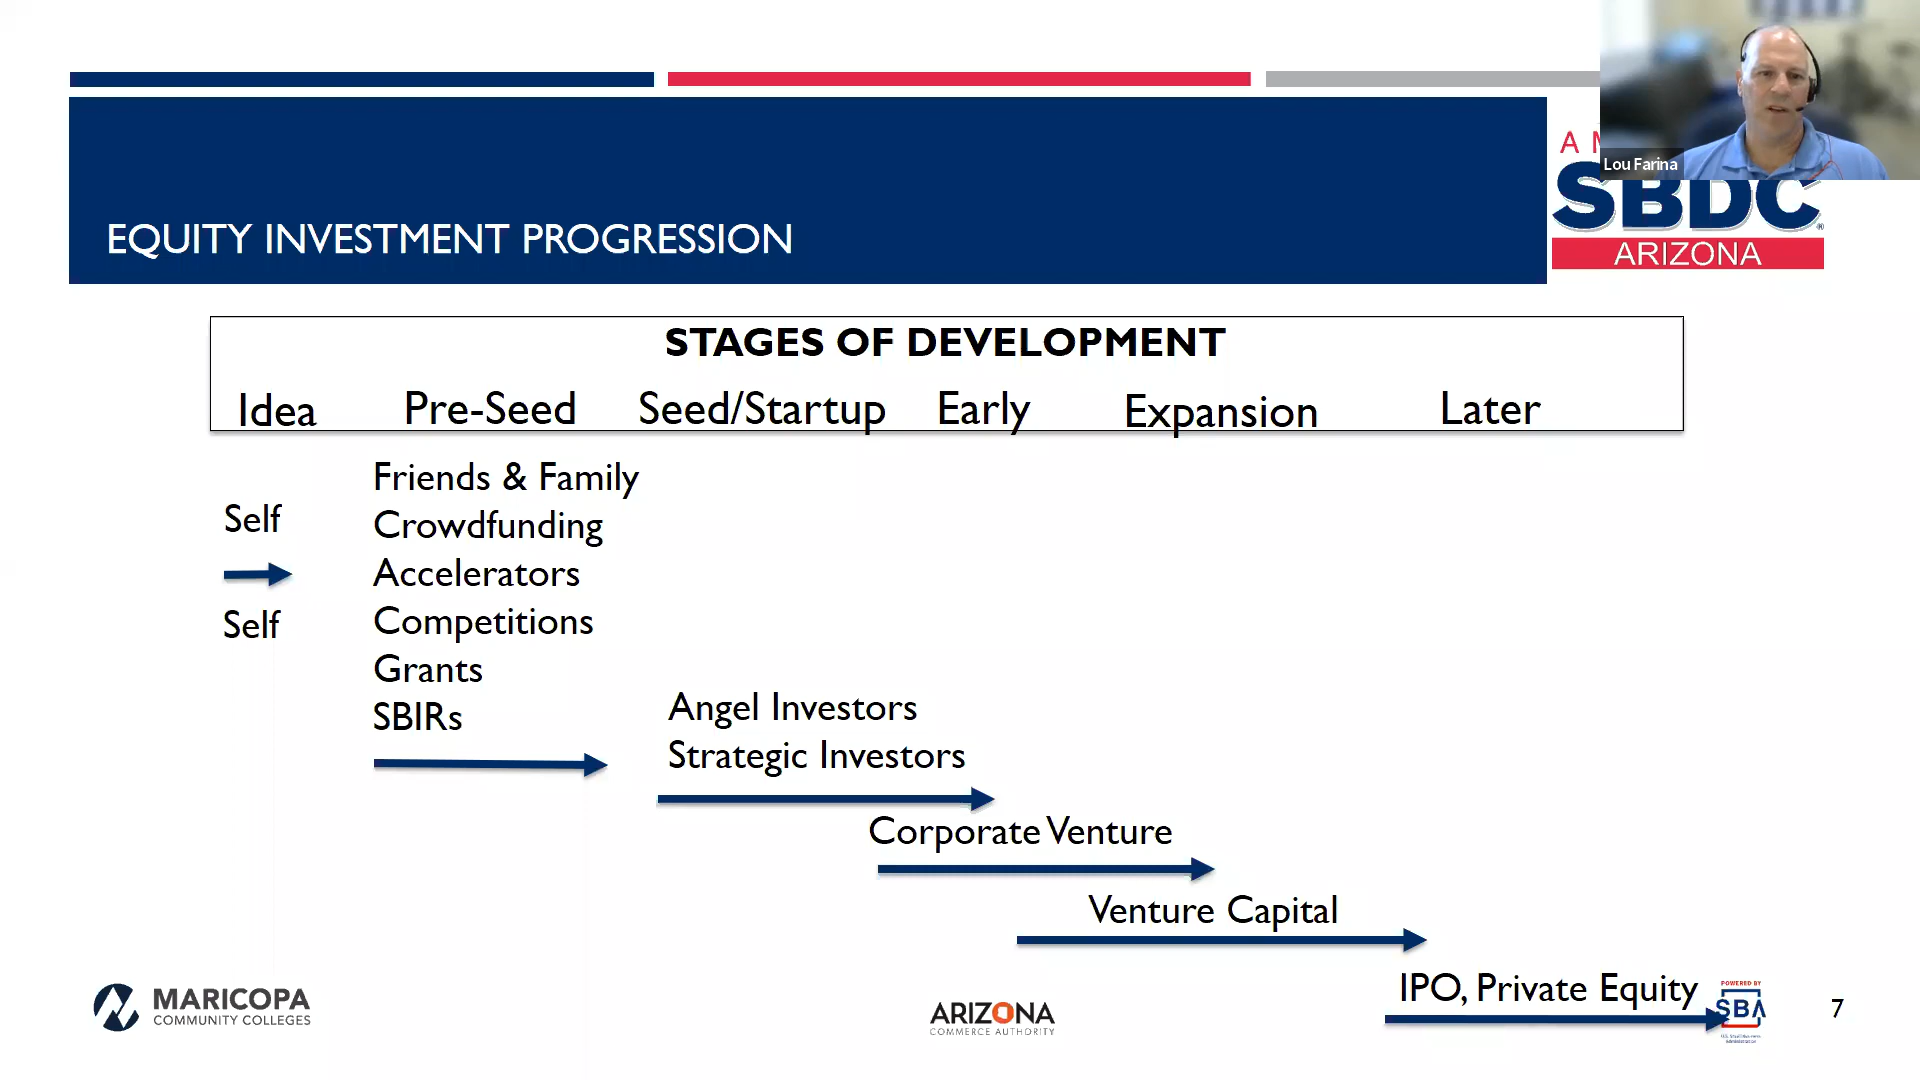 Lou Farina
A
SBDC
ARIZONA
EQUITY INVESTMENT PROGRESSION
STAGES OF DEVELOPMENT
Idea Pre-Seed Seed/Startup Early Expansion Later
Friends & Family
Self
Crowdfunding
Accelerators
Competitions
Self
Grants
SBIRs
Angel Investors
Strategic Investors
Corporate Venture
Venture Capital
IPO, Private Equity
MARICOPA
COMMUNITY COLLEGES
ARIZONA
COMMERCE AUTHORITY
POWERED BY
SBA
7